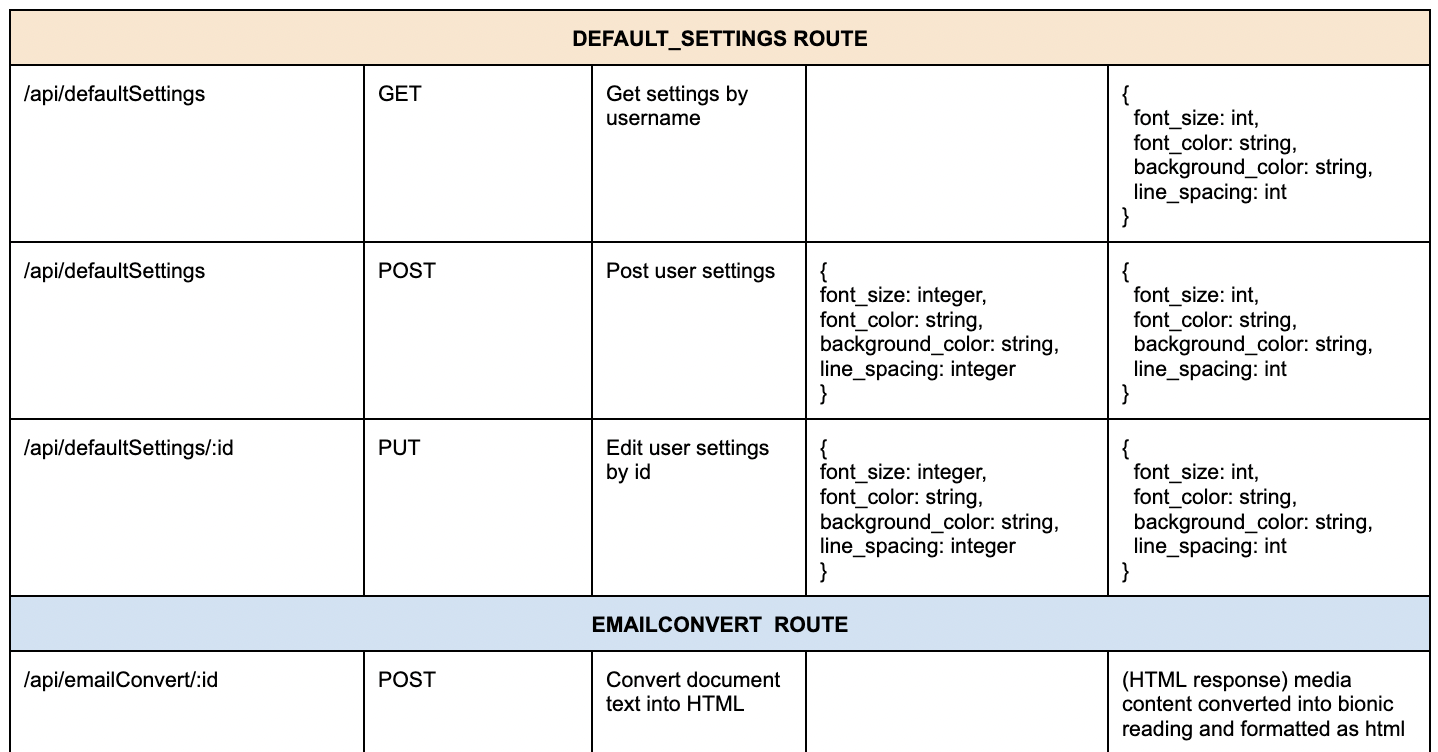 DEFAULT_SETTINGS ROUTE
/api/defaultSettings
GET
Get settings by
username
{
font_size: int,
font_color: string,
background_color: string,
line_spacing: int
}
/api/defaultSettings
POST
Post user settings
{
font_size: integer,
font_color: string,
background_color: string,
line_spacing: integer
}
{
font_size: int,
font_color: string,
background_color: string,
line_spacing: int
}
/api/defaultSettings/:id
PUT
Edit user settings
by id
{
font_size: integer,
font_color: string,
background_color: string,
line_spacing: integer
}
{
font_size: int,
font_color: string,
background_color: string,
line_spacing: int
}
EMAILCONVERT  ROUTE
/api/emailConvert/:id
POST
Convert document
text into HTML
(HTML response) media
content converted into bionic
reading and formatted as html